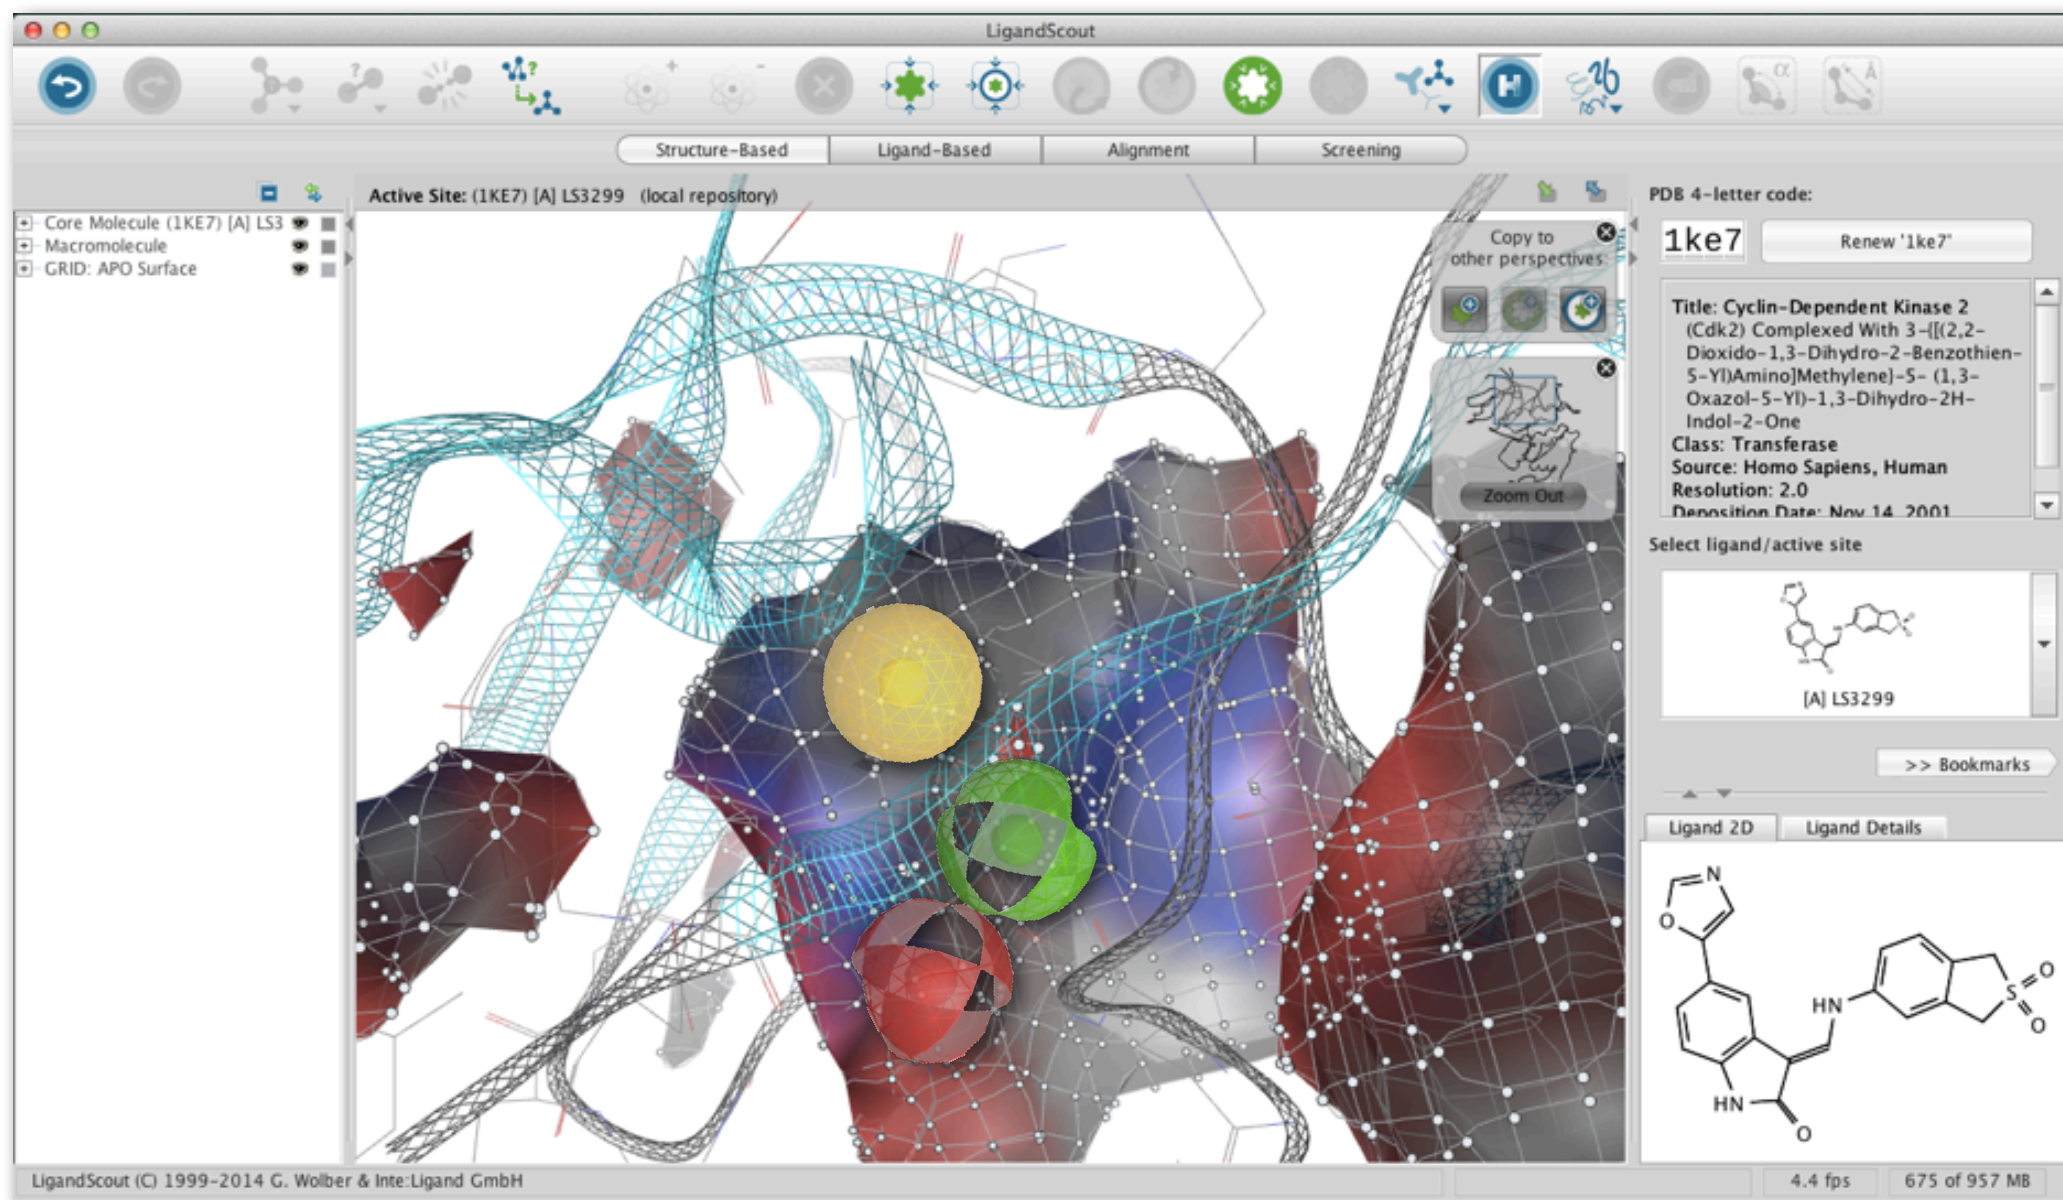 LigandScout
Structure-Based
Ligand-Based
Alignment
Screening
Core Molecule (1KE7) [A] LS3
Macromolecule
GRID: APO Surface
Active Site: (1KE7) [A] LS3299 (local repository)
Copy to
other perspectives:
Zoom Out
PDB 4-letter code:
1ke7
Renew '1ke7'
Title: Cyclin-Dependent Kinase 2
(Cdk2) Complexed With 3-{[(2,2-
Dioxido-1,3-Dihydro-2-Benzothien-
5-Yl)Amino]Methylene}-5- (1,3-
Oxazol-5-Yl)-1,3-Dihydro-2H-
Indol-2-One
Class: Transferase
Source: Homo Sapiens, Human
Resolution: 2.0
Deposition Date: Nov 14, 2001
Select ligand/active site
[A] LS3299
>> Bookmarks
Ligand 2D
Ligand Details
N
O
HN
S
O
O
HN
O
LigandScout (C) 1999-2014 G. Wolber & Inte:Ligand GmbH
4.4 fps
675 of 957 MB